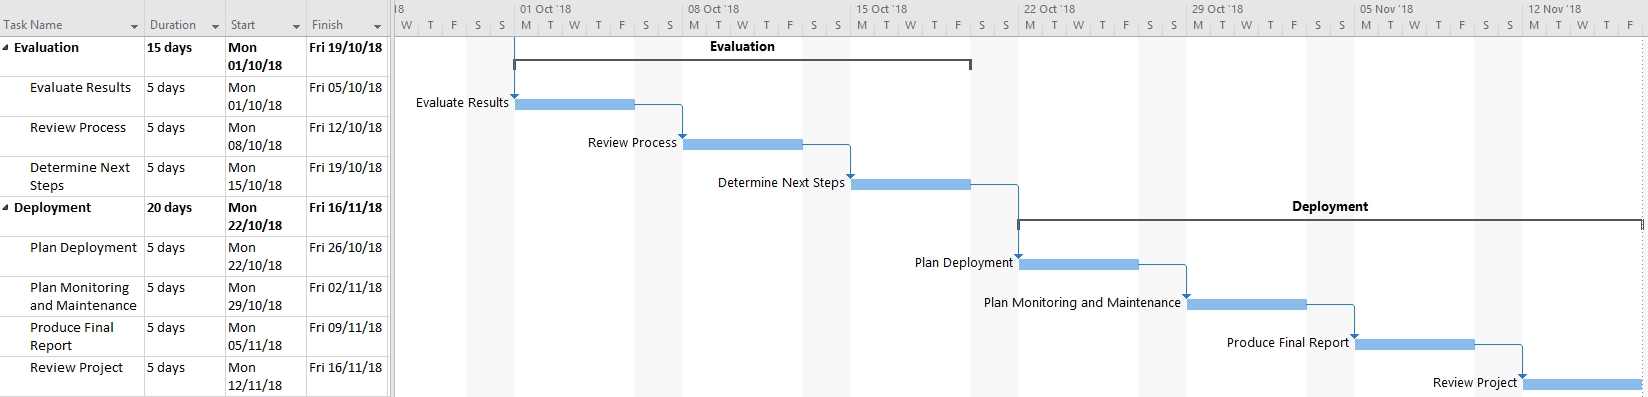 18 01 Oct '18 08 Oct '18 15 Oct '18 22 Oct '18 29 Oct '18 05 Nov '18 12 Nov '18
Task Name Duration Start Finish W T F S S M T W T F S S M T W T F S S M T W T F S S M T W T F S S M T W T F S S M T W T F S S M T W T F
Evaluation 15 days Mon 01/10/18 Fri 19/10/18
Evaluation
Evaluate Results 5 days Mon 01/10/18 Fri 05/10/18
Evaluate Results
Review Process 5 days Mon 08/10/18 Fri 12/10/18
Review Process
Determine Next Steps 5 days Mon 15/10/18 Fri 19/10/18
Determine Next Steps
Deployment 20 days Mon 22/10/18 Fri 16/11/18
Deployment
Plan Deployment 5 days Mon 22/10/18 Fri 26/10/18
Plan Deployment
Plan Monitoring and Maintenance 5 days Mon 29/10/18 Fri 02/11/18
Plan Monitoring and Maintenance
Produce Final Report 5 days Mon 05/11/18 Fri 09/11/18
Produce Final Report
Review Project 5 days Mon 12/11/18 Fri 16/11/18
Review Project